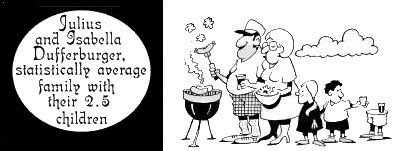 Julius
and Isabella
Dufferburger,
statistically average
family with
their 2.5
children